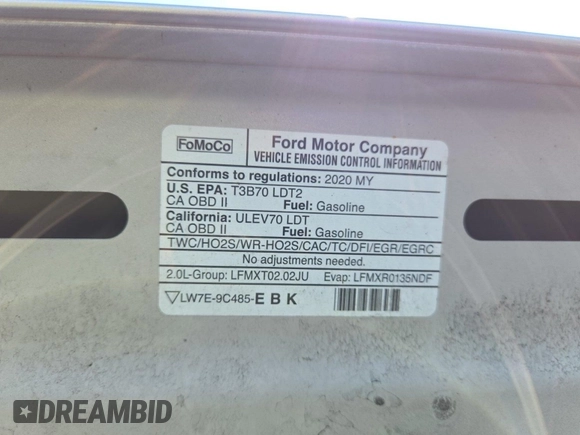 FoMoCo
Ford Motor Company
VEHICLE EMISSION CONTROL INFORMATION
Conforms to regulations: 2020 MY
U.S. EPA: T3B70 LDT2
CA OBD II Fuel: Gasoline
California: ULEV70 LDT
CA OBD II Fuel: Gasoline
TWC/HO2S/WR-HO2S/CAC/TC/DFI/EGR/EGRC
No adjustments needed.
2.0L-Group: LFMXT02.02JU Evap: LFMXR0135NDF
LW7E-9C485-EBK
DREAMBID